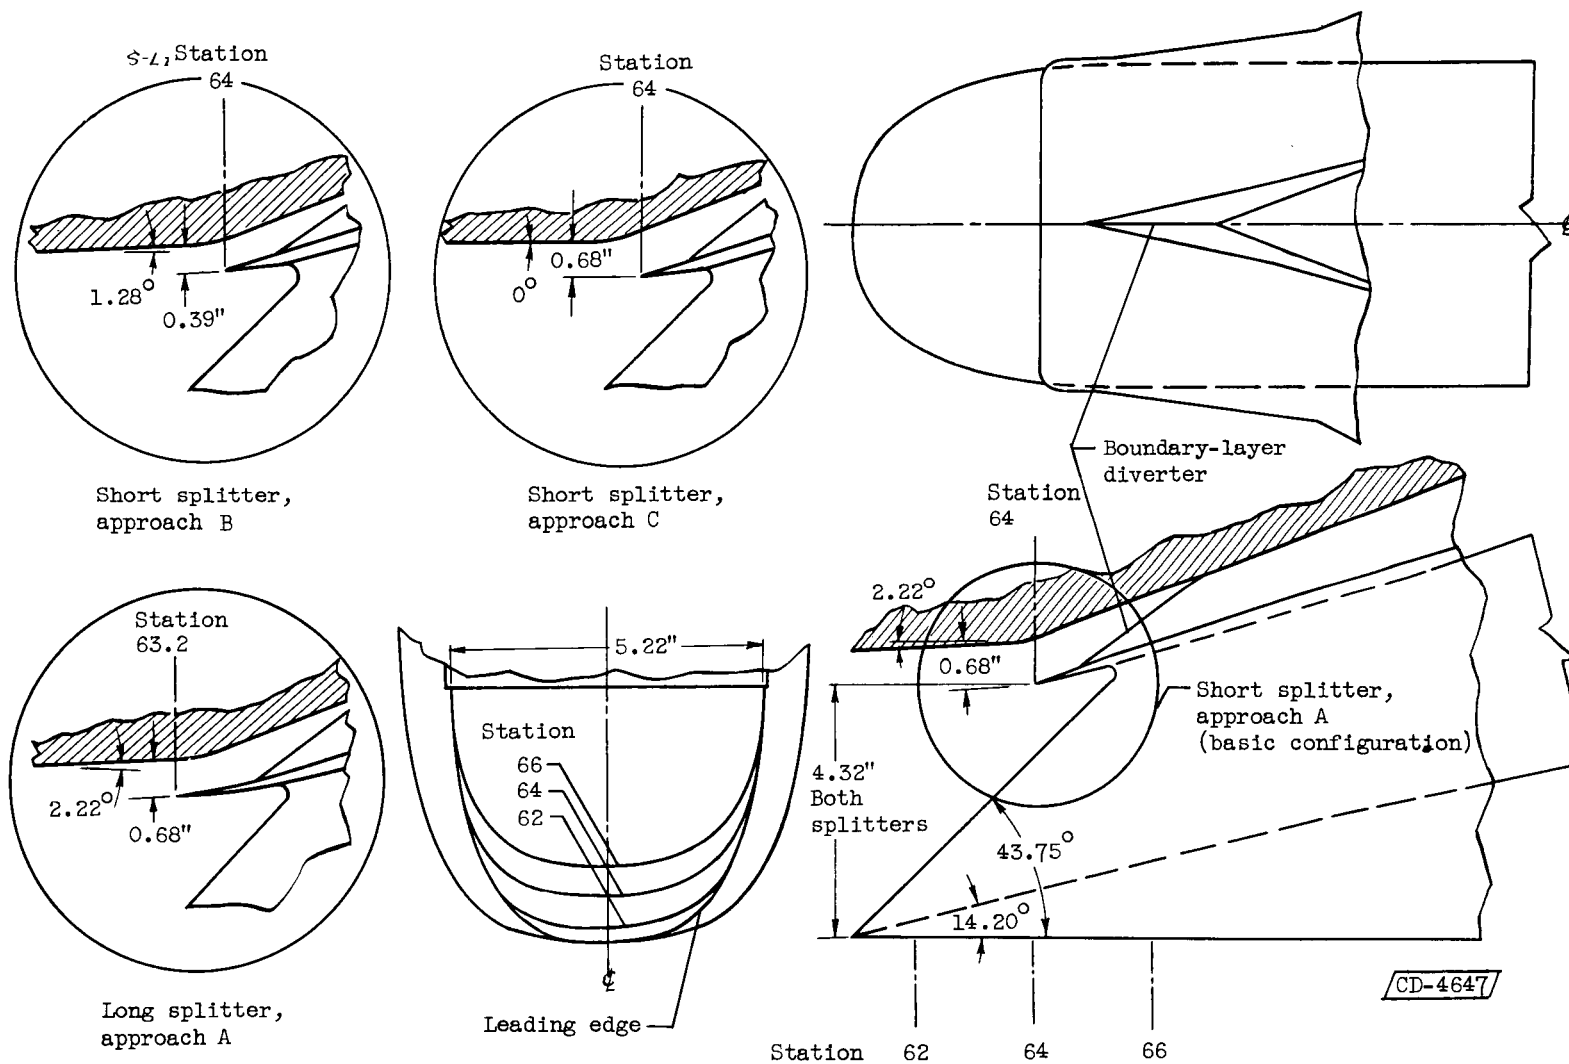 Station
64
1.28°
0.39"
Short splitter,
approach B
Station
64
0.68"
0°
Short splitter,
approach C
Boundary-layer
diverter
Station
63.2
2.22°
0.68"
Long splitter,
approach A
5.22"
Station
66
64
62
Leading edge
Station
64
2.22°
0.68"
Short splitter,
approach A
(basic configuration)
4.32"
Both
splitters
43.75°
14.20°
Station 62 64 66
CD-4647